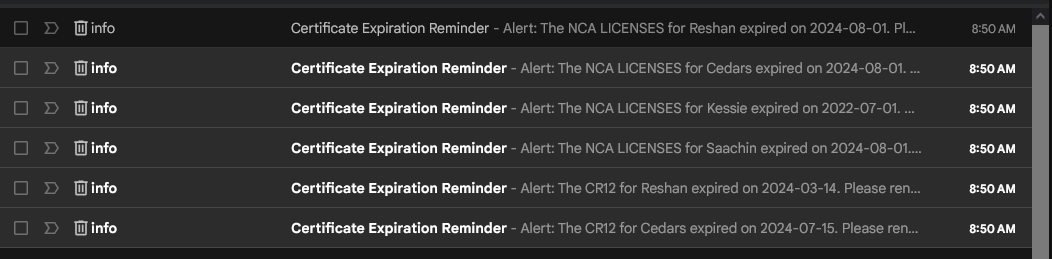 info Certificate Expiration Reminder - Alert: The NCA LICENSES for Reshan expired on 2024-08-01. Pl... 8:50 AM
info Certificate Expiration Reminder - Alert: The NCA LICENSES for Cedars expired on 2024-08-01. ... 8:50 AM
info Certificate Expiration Reminder - Alert: The NCA LICENSES for Kessie expired on 2022-07-01. ... 8:50 AM
info Certificate Expiration Reminder - Alert: The NCA LICENSES for Saachin expired on 2024-08-01.... 8:50 AM
info Certificate Expiration Reminder - Alert: The CR12 for Reshan expired on 2024-03-14. Please ren... 8:50 AM
info Certificate Expiration Reminder - Alert: The CR12 for Cedars expired on 2024-07-15. Please ren... 8:50 AM